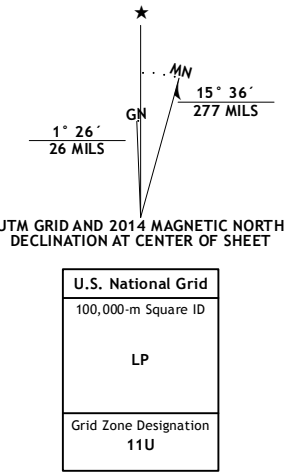 ★
MN
GN
15° 36´
277 MILS
1° 26´
26 MILS
UTM GRID AND 2014 MAGNETIC NORTH
DECLINATION AT CENTER OF SHEET
U.S. National Grid
100,000-m Square ID
LP
Grid Zone Designation
11U